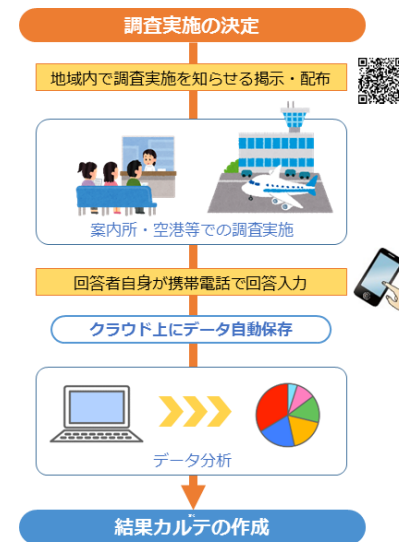 調査実施の決定
地域内で調査実施を知らせる掲示・配布
案内所・空港等での調査実施
回答者自身が携帯電話で回答入力
クラウド上にデータ自動保存
データ分析
結果カルテの作成